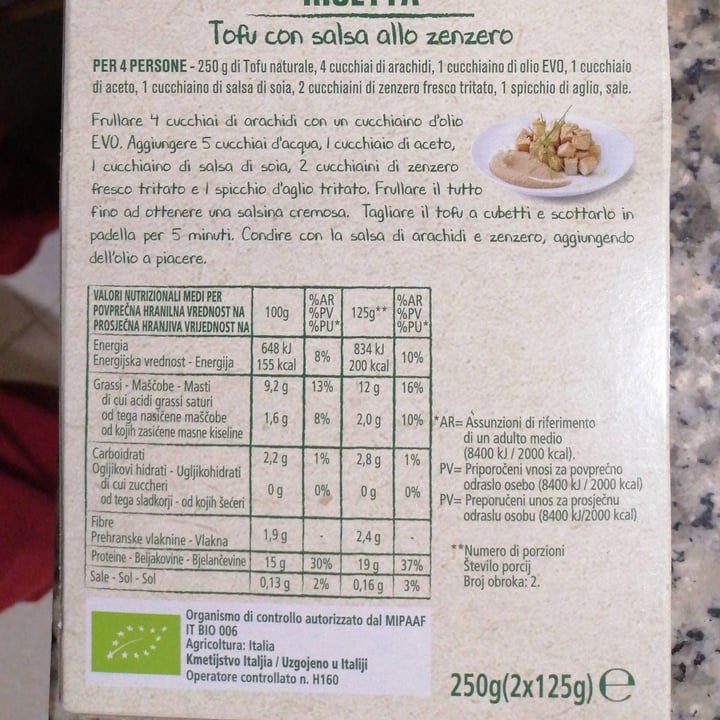 RICETTA
Tofu con salsa allo zenzero
PER 4 PERSONE - 250 g di Tofu naturale, 4 cucchiai di arachidi, 1 cucchiaino di olio EVO, 1 cucchiaio
di aceto, 1 cucchiaino di salsa di soia, 2 cucchiaini di zenzero fresco tritato, 1 spicchio di aglio, sale.
Frullare 4 cucchiai di arachidi con un cucchiaino d'olio
EVO. Aggiungere 5 cucchiai d'acqua, 1 cucchiaio di aceto,
1 cucchiaino di salsa di soia, 2 cucchiaini di zenzero
fresco tritato e 1 spicchio d'aglio tritato. Frullare il tutto
fino ad ottenere una salsina cremosa. Tagliare il tofu a cubetti e scottarlo in
padella per 5 minuti. Condire con la salsa di arachidi e zenzero, aggiungendo
dell'olio a piacere.
VALORI NUTRIZIONALI MEDI PER
POVPREČNA HRANILNA VREDNOST NA
PROSJEČNA HRANJIVA VRIJEDNOST NA
100g
%AR
%PV
%PU*
125g**
%AR
%PV
%PU*
Energia
Energijska vrednost - Energija
648 kJ
155 kcal
8%
834 kJ
200 kcal
10%
Grassi - Maščobe - Masti
9,2 g 13% 12 g 16%
di cui acidi grassi saturi
od tega nasičene maščobe
od kojih zasićene masne kiseline
1,6 g 8% 2,0 g 10%
Carboidrati
Ogljikovi hidrati - Ugljikohidrati
2,2 g 1% 2,8 g 1%
di cui zuccheri
od tega sladkorji - od kojih šećeri
0 g 0% 0 g 0%
Fibre
Prehranske vlaknine - Vlakna
1,9 g - 2,4 g -
Proteine - Beljakovine - Bjelančevine 15 g 30% 19 g 37%
Sale - Sol - Sol 0,13 g 2% 0,16 g 3%
*AR= Assunzioni di riferimento
di un adulto medio
(8400 kJ / 2000 kcal).
PV= Priporočeni vnosi za povprečno
odraslo osebo (8400 kJ / 2000 kcal)
PV= Preporučeni unos za prosječnu
odraslu osobu (8400 kJ/2000 kcal)
**Numero di porzioni
Število porcij
Broj obroka: 2.
Organismo di controllo autorizzato dal MIPAAF
IT BIO 006
Agricoltura: Italia
Kmetijstvo Italjia / Uzgojeno u Italiji
Operatore controllato n. H160
250g(2x125g) e